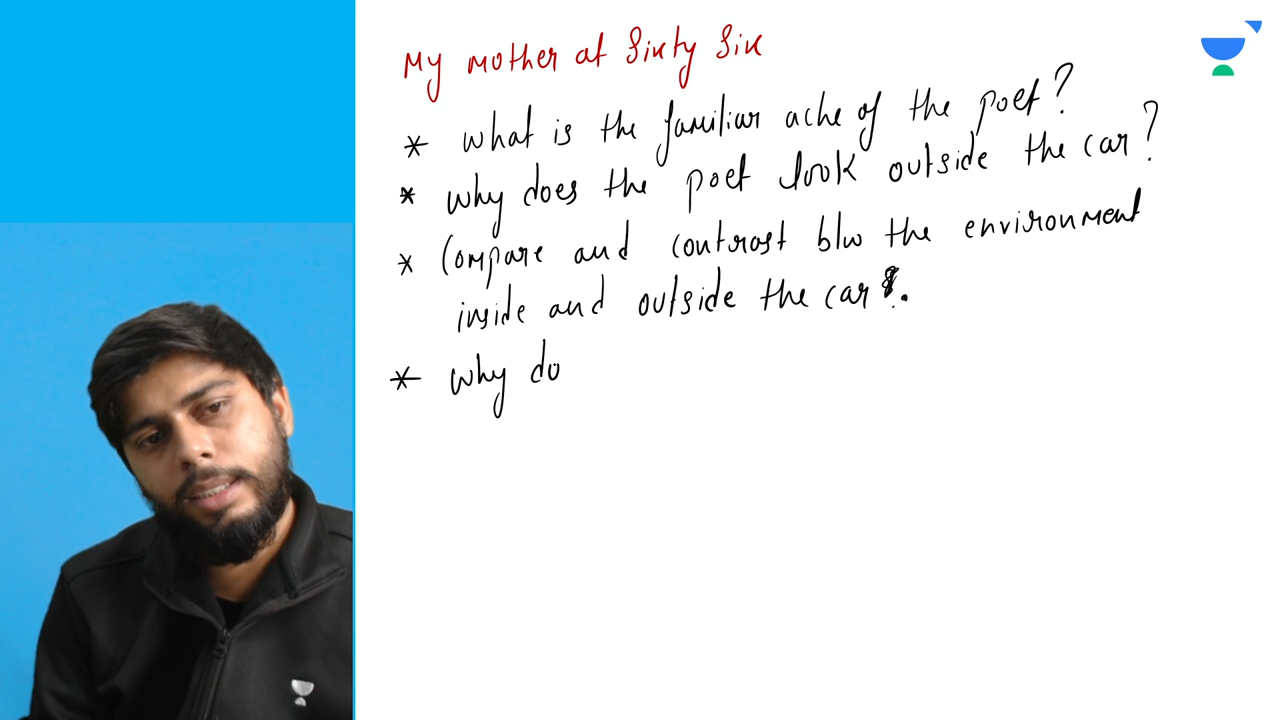 My mother at Sixty Six
* What is the familiar ache of the poet?
* Why does the poet look outside the car?
* Compare and contrast b/w the environment
inside and outside the car.
* Why do